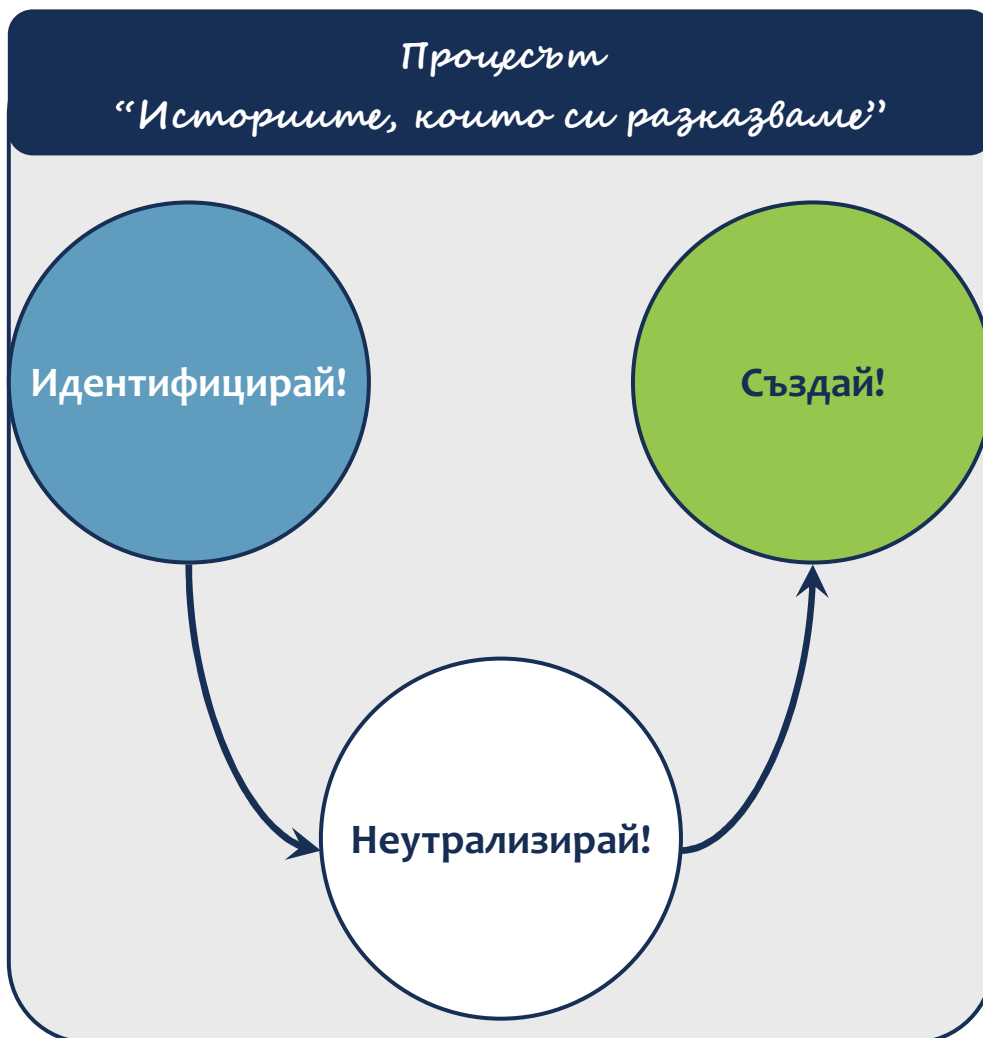 Процесът
“Историите, които си разказваме”
Идентифицирай!
Създай!
Неутрализирай!